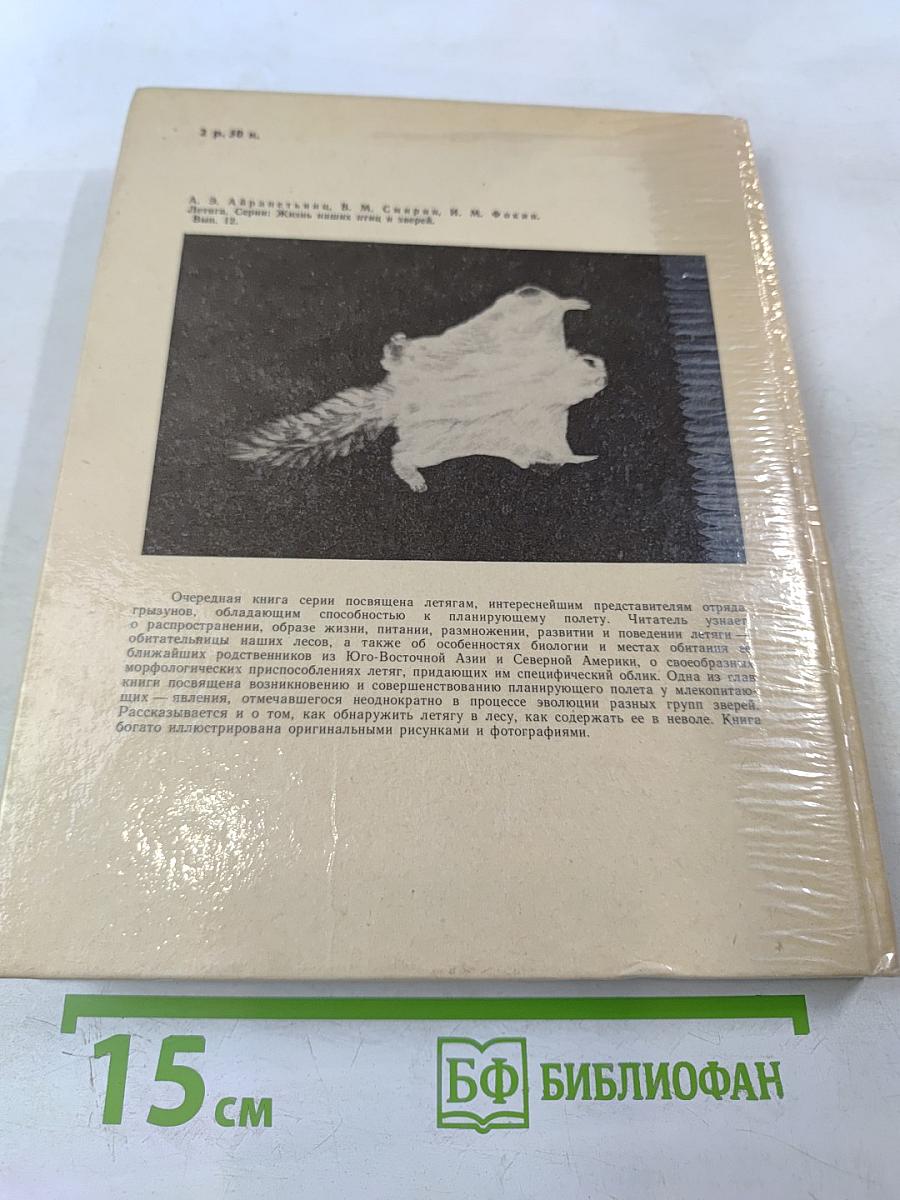 2 р. 50 к.
А. Э. Айрапетьянц, В. М. Смирин, И. М. Фокин.
Летяга. Серия: Жизнь наших птиц и зверей.
Вып. 12.
Очередная книга серии посвящена летягам, интереснейшим представителям отряда
грызунов, обладающим способностью к планирующему полету. Читатель узнает
о распространении, образе жизни, питании, размножении, развитии и поведении летяги —
обитательницы наших лесов, а также об особенностях биологии и местах обитания ее
ближайших родственников из Юго-Восточной Азии и Северной Америки, о своеобразных
морфологических приспособлениях летяг, придающих им специфический облик. Одна из глав
книги посвящена возникновению и совершенствованию планирующего полета у млекопитаю-
щих — явления, отмечавшегося неоднократно в процессе эволюции разных групп зверей.
Рассказывается и о том, как обнаружить летягу в лесу, как содержать ее в неволе. Книга
богато иллюстрирована оригинальными рисунками и фотографиями.
15 см
БФ БИБЛИОФАН